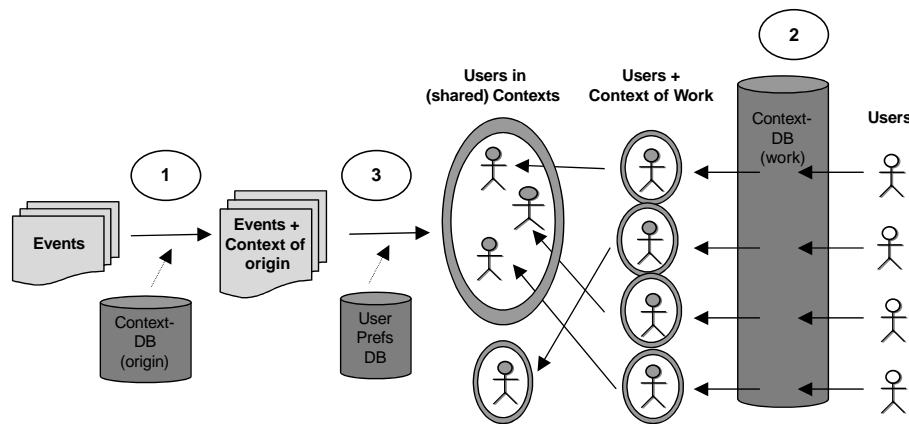 2
Users in
(shared) Contexts
Users +
Context of Work
Context-
DB
(work)
Users
1
3
Events
Events +
Context of
origin
Context-
DB
(origin)
User
Prefs
DB